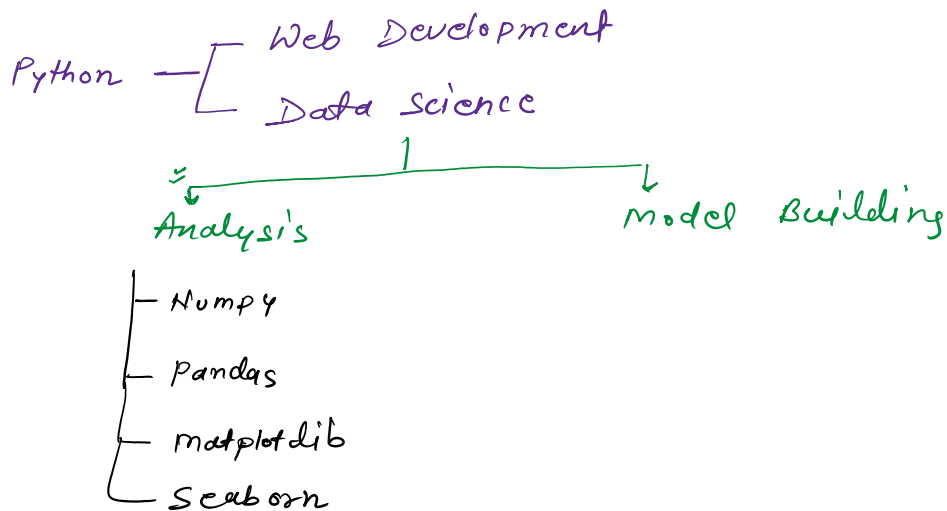 Web Development
Python
Data Science
Analysis
Model Building
Numpy
Pandas
matplotlib
Seaborn